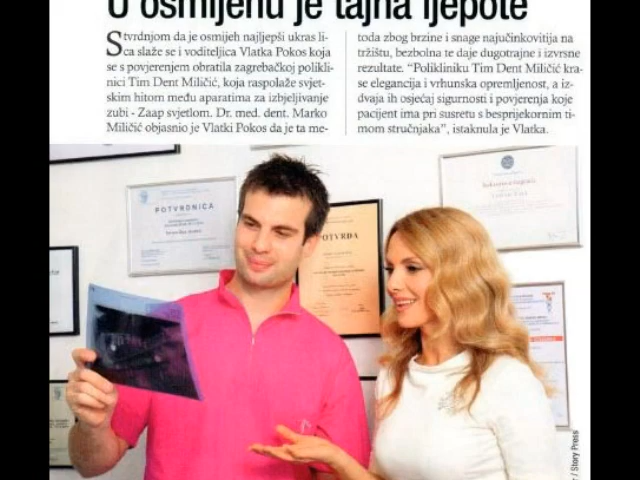 U osmijehu je tajna ljepote
Stvrdnjom da je osmijeh najljepši ukras li-
ca slaže se i voditeljica Vlatka Pokos koja
se s povjerenjem obratila zagrebačkoj polikli-
nici Tim Dent Miličić, koja raspolaže svjet-
skim hitom među aparatima za izbjeljivanje
zubi - Zaap svjetlom. Dr. med. dent. Marko
Miličić objasnio je Vlatki Pokos da je ta me-
toda zbog brzine i snage najučinkovitija na
tržištu, bezbolna te daje dugotrajne i izvrsne
rezultate. “Polikliniku Tim Dent Miličić kra-
se elegancija i vrhunska opremljenost, a iz-
dvaja ih osjećaj sigurnosti i povjerenja koje
pacijent ima pri susretu s besprijekornim ti-
mom stručnjaka”, istaknula je Vlatka.
POTVRDNICA
POTVRDA
/ Story Press